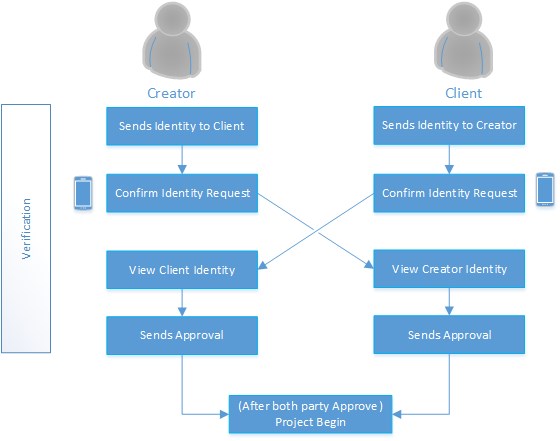 Creator
Client
Verification
Sends Identity to Client
Sends Identity to Creator
Confirm Identity Request
Confirm Identity Request
View Client Identity
View Creator Identity
Sends Approval
Sends Approval
(After both party Approve)
Project Begin